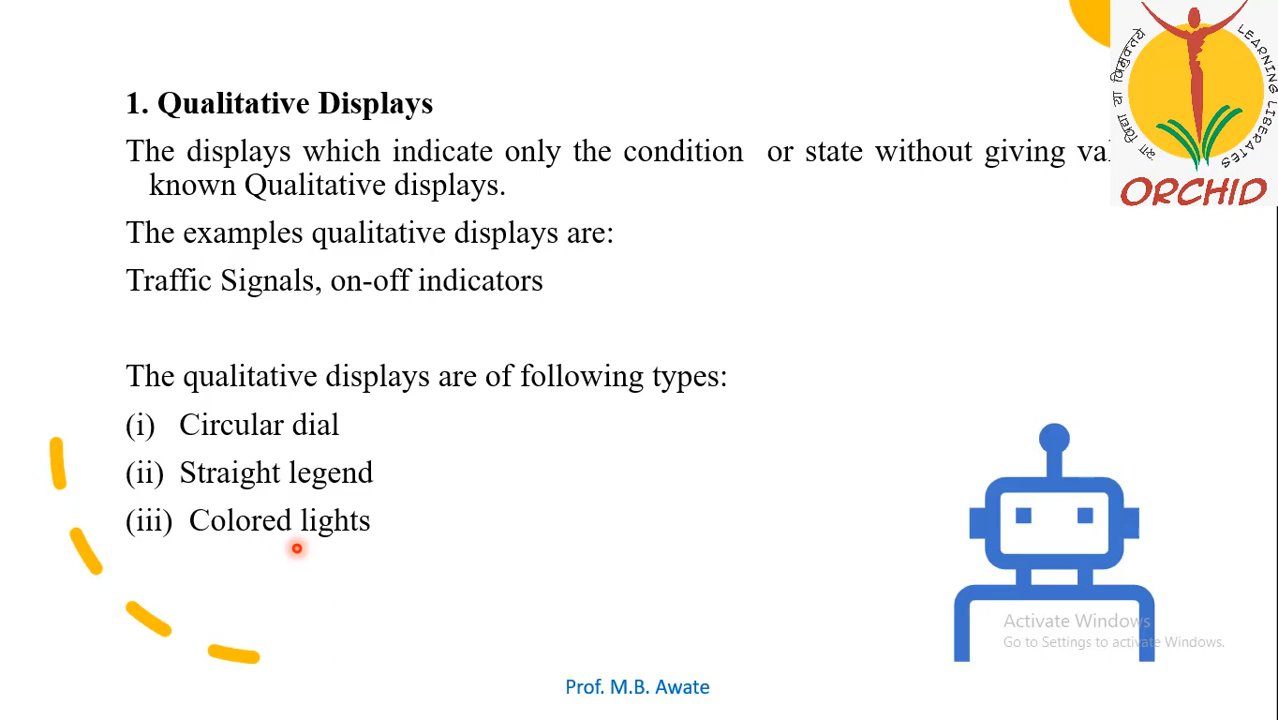 1. Qualitative Displays
The displays which indicate only the condition or state without giving
known Qualitative displays.
The examples qualitative displays are:
Traffic Signals, on-off indicators
The qualitative displays are of following types:
(i) Circular dial
(ii) Straight legend
(iii) Colored lights
सा विद्या या विमुक्तये
LEARNING LIBERATES
ORCHID
Activate Windows
Go to Settings to activate Windows.
Prof. M.B. Awate